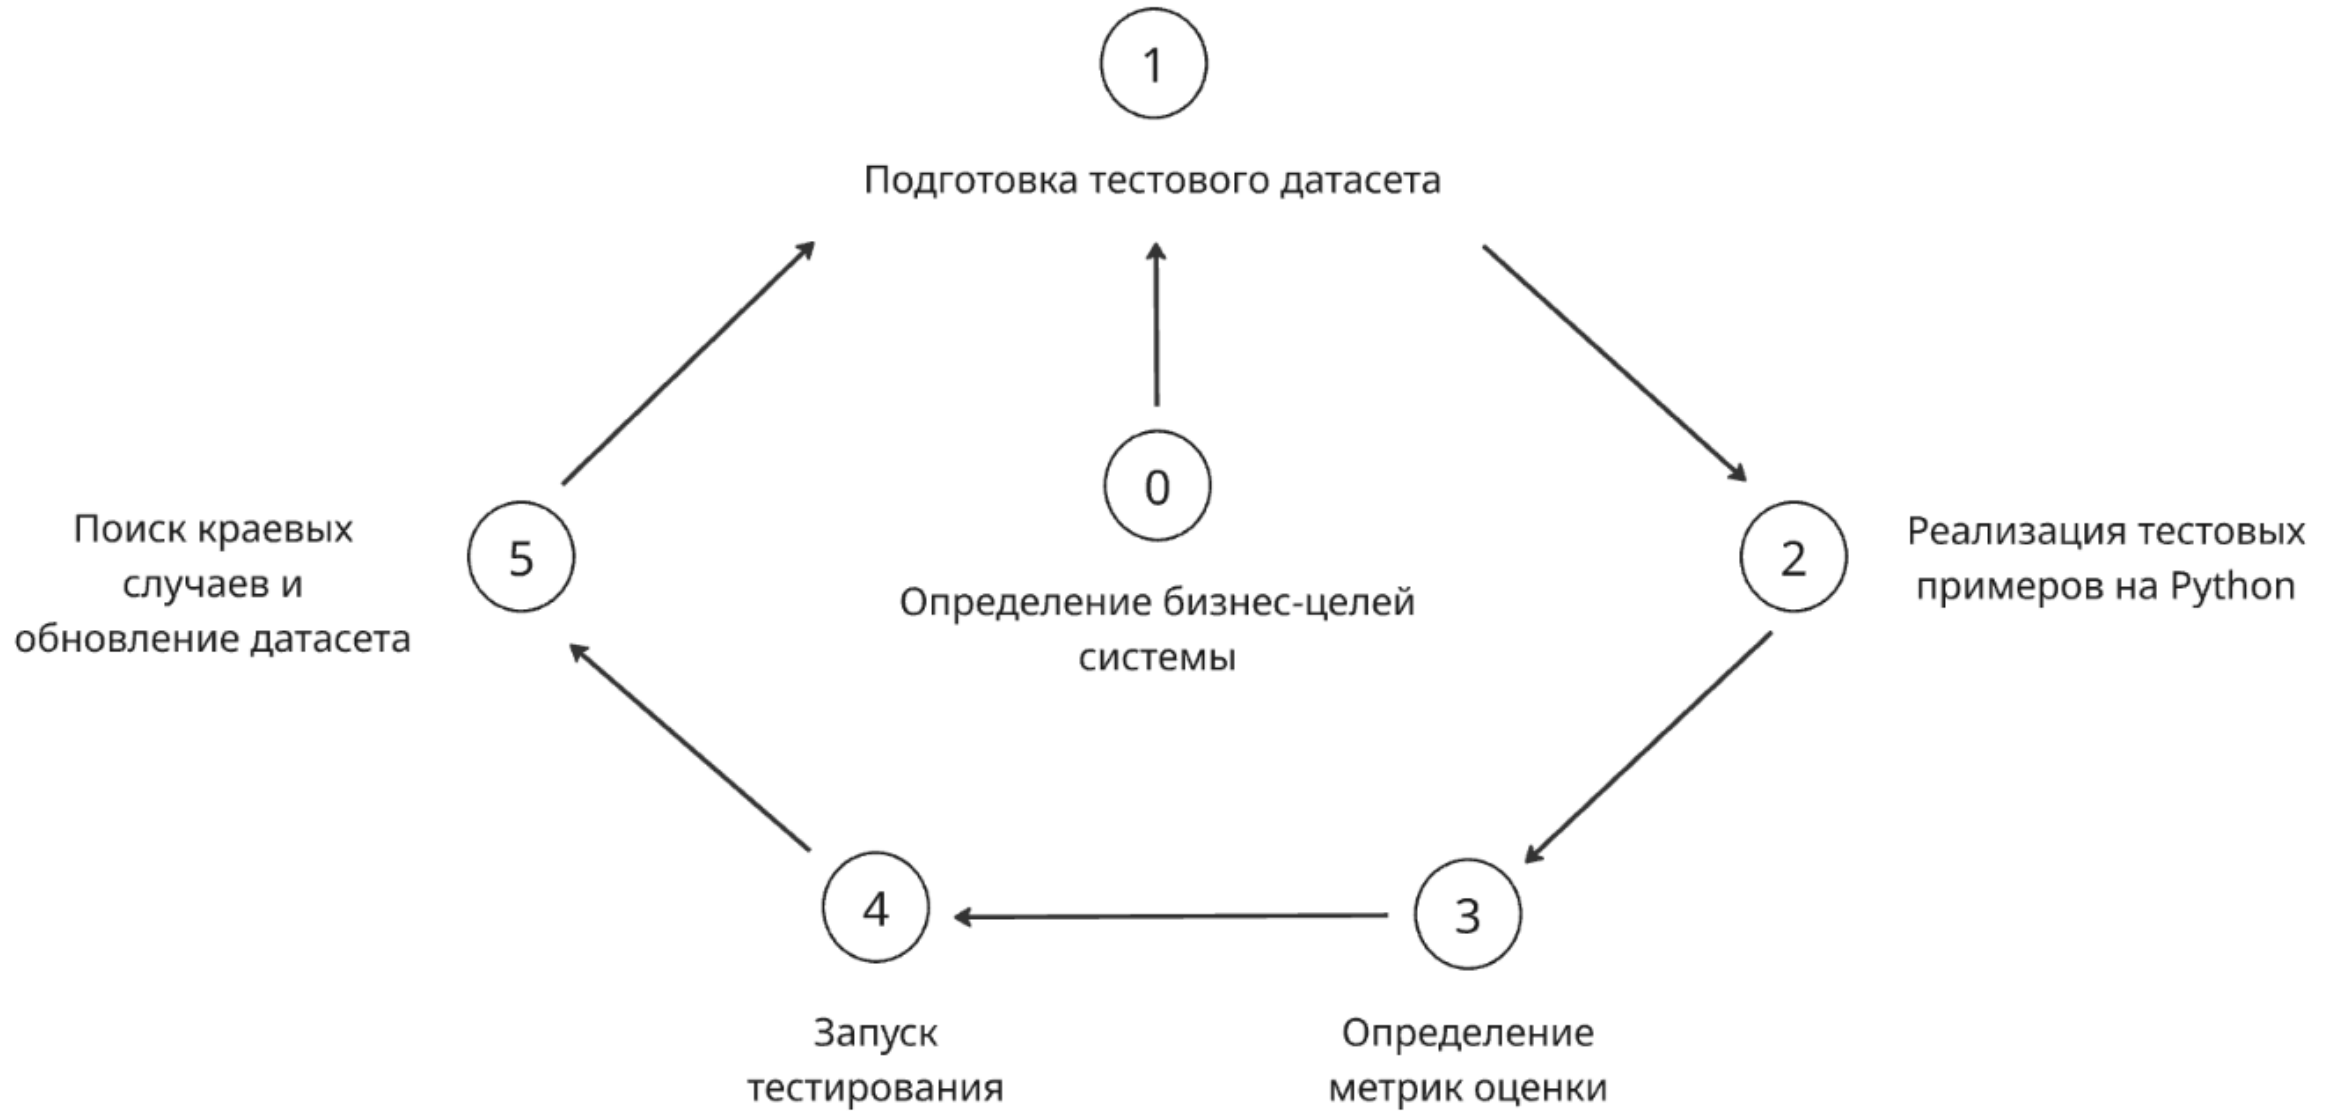 1
Подготовка тестового датасета
0
Определение бизнес-целей
системы
2
Реализация тестовых
примеров на Python
3
Определение
метрик оценки
4
Запуск
тестирования
5
Поиск краевых
случаев и
обновление датасета